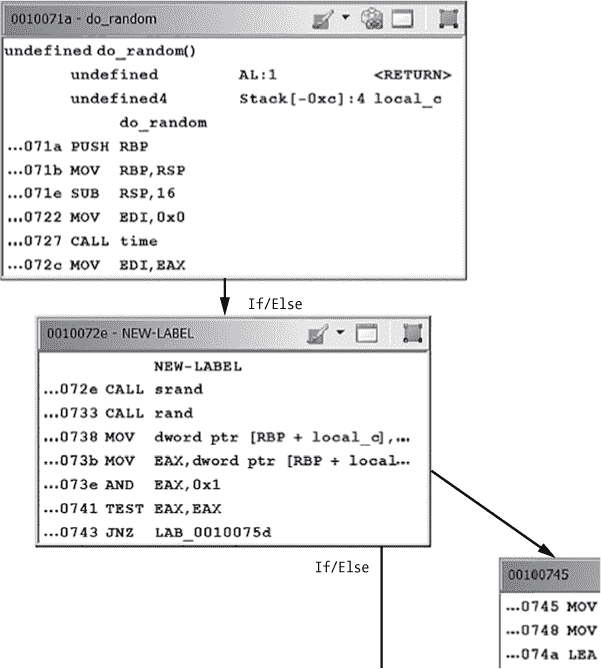 0010071a - do_random
undefined do_random()
undefined AL:1 <RETURN>
undefined4 Stack[-0xc]:4 local_c
do_random
...071a PUSH RBP
...071b MOV RBP,RSP
...071e SUB RSP,16
...0722 MOV EDI,0x0
...0727 CALL time
...072c MOV EDI,EAX
If/Else
0010072e - NEW-LABEL
NEW-LABEL
...072e CALL srand
...0733 CALL rand
...0738 MOV dword ptr [RBP + local_c],...
...073b MOV EAX,dword ptr [RBP + local...
...073e AND EAX,0x1
...0741 TEST EAX,EAX
...0743 JNZ LAB_0010075d
If/Else
00100745
...0745 MOV
...0748 MOV
...074a LEA